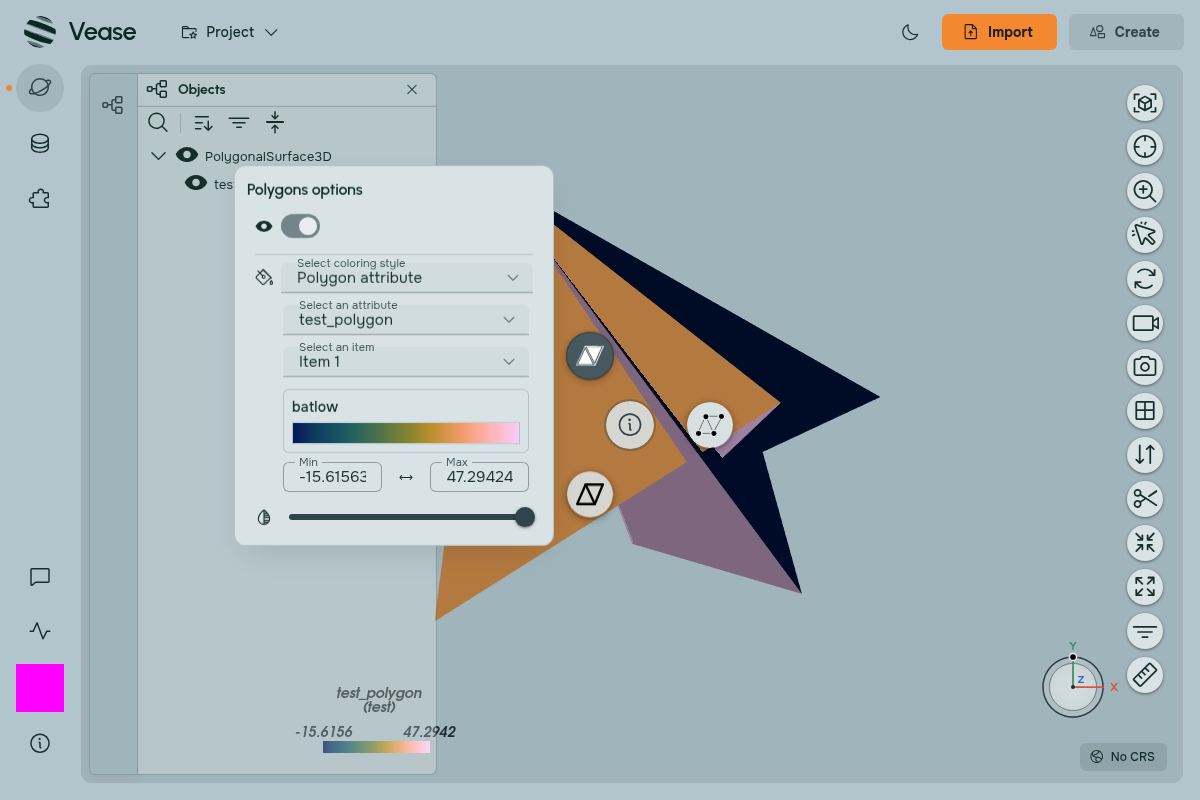 Vease
Project
Import
Create
Objects
PolygonalSurface3D
tes
Polygons options
Select coloring style
Polygon attribute
Select an attribute
test_polygon
Select an item
Item 1
batlow
Min
-15.61563
Max
47.29424
test_polygon
(test)
-15.6156
47.2942
Y
Z
X
No CRS